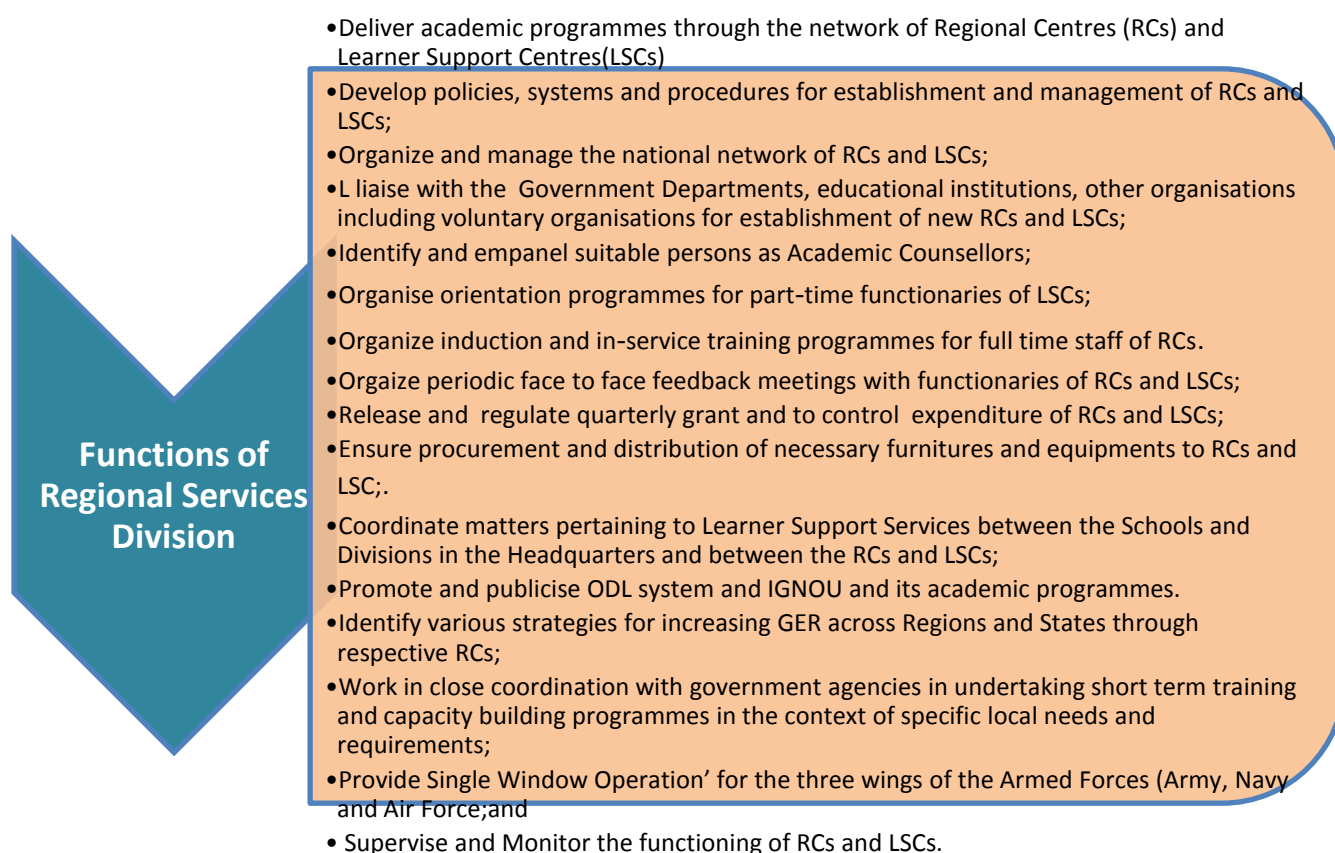 •Deliver academic programmes through the network of Regional Centres (RCs) and
Learner Support Centres(LSCs)
•Develop policies, systems and procedures for establishment and management of RCs and
LSCs;
•Organize and manage the national network of RCs and LSCs;
•L liaise with the Government Departments, educational institutions, other organisations
including voluntary organisations for establishment of new RCs and LSCs;
•Identify and empanel suitable persons as Academic Counsellors;
•Organise orientation programmes for part-time functionaries of LSCs;
•Organize induction and in-service training programmes for full time staff of RCs.
•Orgaize periodic face to face feedback meetings with functionaries of RCs and LSCs;
•Release and regulate quarterly grant and to control expenditure of RCs and LSCs;
•Ensure procurement and distribution of necessary furnitures and equipments to RCs and
LSC;.
•Coordinate matters pertaining to Learner Support Services between the Schools and
Divisions in the Headquarters and between the RCs and LSCs;
•Promote and publicise ODL system and IGNOU and its academic programmes.
•Identify various strategies for increasing GER across Regions and States through
respective RCs;
•Work in close coordination with government agencies in undertaking short term training
and capacity building programmes in the context of specific local needs and
requirements;
•Provide Single Window Operation’ for the three wings of the Armed Forces (Army, Navy
and Air Force;and
• Supervise and Monitor the functioning of RCs and LSCs.
Functions of
Regional Services
Division